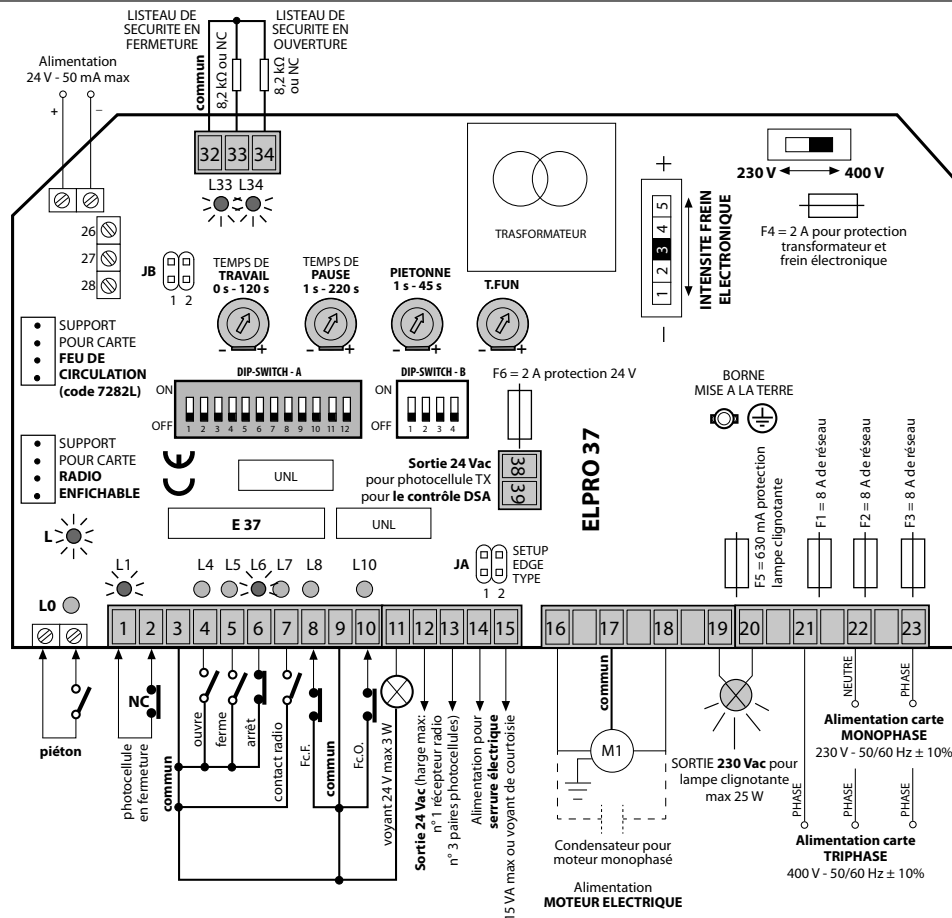 LISTEAU DE
SECURITE EN
FERMETURE
LISTEAU DE
SECURITE EN
OUVERTURE
commun
8,2 kΩ ou NC
8,2 kΩ
ou NC
Alimentation
24 V - 50 mA max
+
−
32 33 34
L33 L34
26
27
28
JB
1 2
TEMPS DE
TRAVAIL
0 s - 120 s
- +
TEMPS DE
PAUSE
1 s - 220 s
- +
PIETONNE
1 s - 45 s
- +
T.FUN
- +
TRASFORMATEUR
+
5
4
3
2
1
−
INTENSITE FREIN
ELECTRONIQUE
230 V 400 V
F4 = 2 A pour protection
transformateur et
frein électronique
SUPPORT
POUR CARTE
FEU DE
CIRCULATION
(code 7282L)
DIP-SWITCH - A
ON
OFF
1 2 3 4 5 6 7 8 9 10 11 12
DIP-SWITCH - B
ON
OFF
1 2 3 4
F6 = 2 A protection 24 V
BORNE
MISE A LA TERRE
SUPPORT
POUR CARTE
RADIO
ENFICHABLE
CE
UNL
E 37
UNL
Sortie 24 Vac
pour photocellule TX
pour le contrôle DSA
38
39
ELPRO 37
F5 = 630 mA protection
lampe clignotante
F1 = 8 A de réseau
F2 = 8 A de réseau
F3 = 8 A de réseau
L
L0
L1
L4 L5 L6 L7 L8
L10
JA
1 2
SETUP
EDGE
TYPE
1 2 3 4 5 6 7 8 9 10 11 12 13 14 15
16 17 18 19 20 21 22 23
piéton
NC
photocellule
en fermeture
commun
ouvre
ferme
arrêt
contact radio
Fc.F.
commun
Fc.O.
voyant 24 V max 3 W
Sortie 24 Vac (charge max:
n° 1 récepteur radio
n° 3 paires photocellules)
Alimentation pour
serrure électrique
15 VA max ou voyant de courtoisie
commun
M1
Condensateur pour
moteur monophasé
Alimentation
MOTEUR ELECTRIQUE
SORTIE 230 Vac pour
lampe clignotante
max 25 W
NEUTRE
PHASE
Alimentation carte
MONOPHASE
230 V - 50/60 Hz ± 10%
PHASE
PHASE
PHASE
Alimentation carte
TRIPHASE
400 V - 50/60 Hz ± 10%